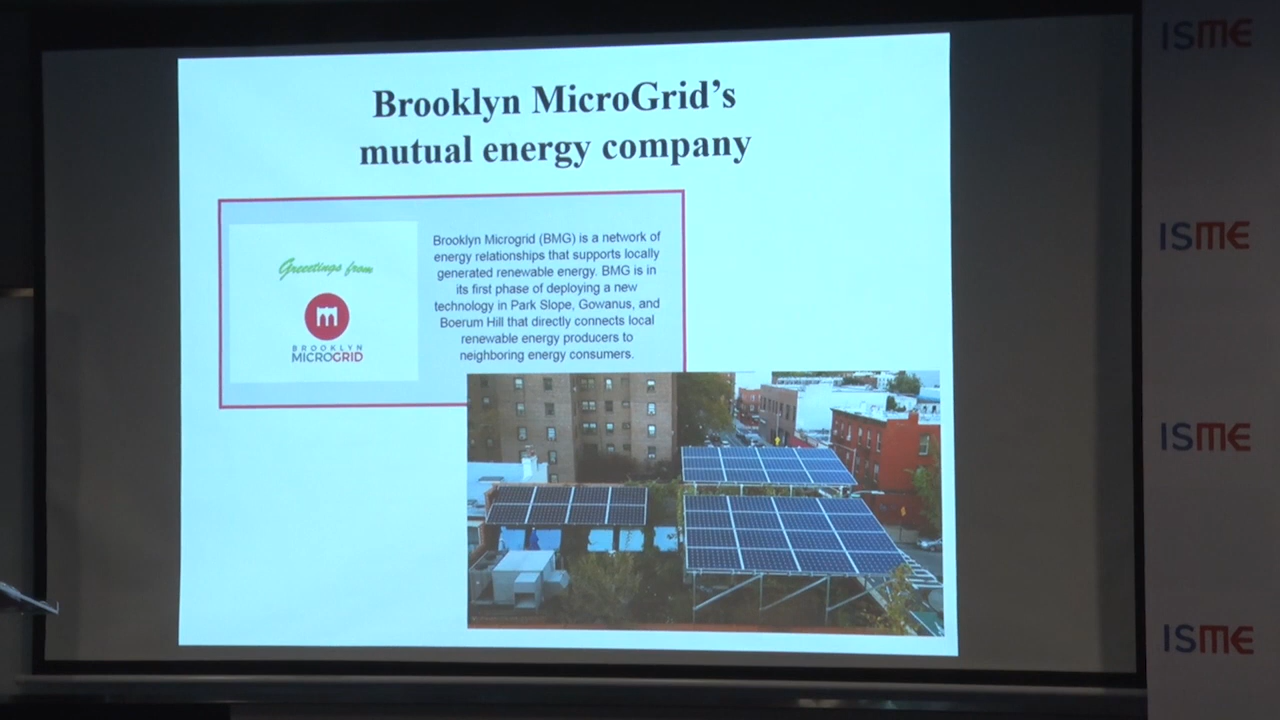 Brooklyn MicroGrid's
mutual energy company
Greetings from
BROOKLYN
MICROGRID
Brooklyn Microgrid (BMG) is a network of
energy relationships that supports locally
generated renewable energy. BMG is in
its first phase of deploying a new
technology in Park Slope, Gowanus, and
Boerum Hill that directly connects local
renewable energy producers to
neighboring energy consumers.
ISME
ISME
ISME
ISME